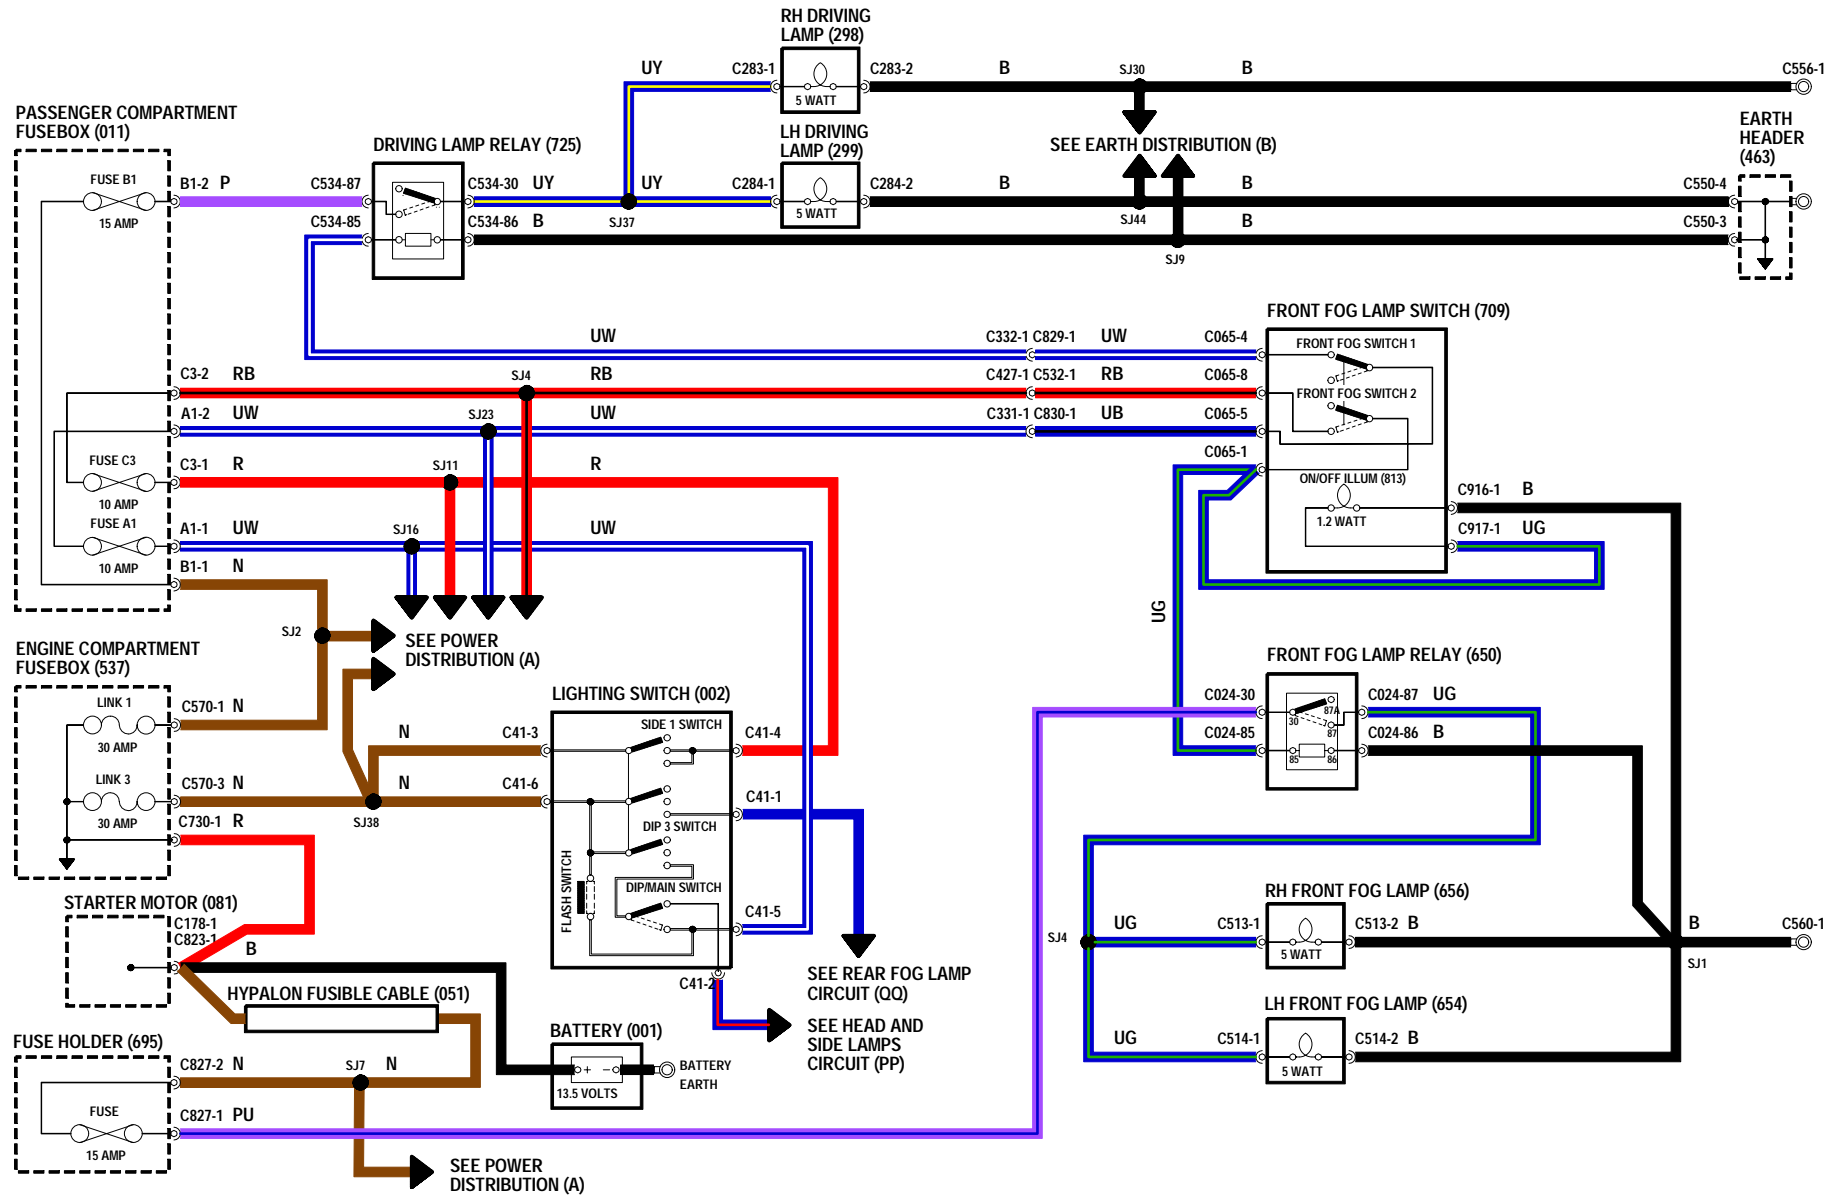 RH DRIVING
LAMP (298)
UY
C283-1
5 WATT
C283-2
B
SJ30
B
C556-1
PASSENGER COMPARTMENT
FUSEBOX (011)
DRIVING LAMP RELAY (725)
LH DRIVING
LAMP (299)
SEE EARTH DISTRIBUTION (B)
EARTH
HEADER
(463)
FUSE B1
15 AMP
B1-2 P
C534-87
C534-30 UY
UY
C284-1
5 WATT
C284-2
B
B
C550-4
C534-85
C534-86 B
SJ37
SJ44
B
C550-3
SJ9
FRONT FOG LAMP SWITCH (709)
UW
C332-1 C829-1 UW
C065-4
FRONT FOG SWITCH 1
C3-2 RB
SJ4
RB
C427-1 C532-1 RB
C065-8
FRONT FOG SWITCH 2
A1-2 UW
SJ23
UW
C331-1 C830-1 UB
C065-5
FUSE C3
10 AMP
C3-1 R
SJ11
R
C065-1
ON/OFF ILLUM (813)
1.2 WATT
C916-1 B
FUSE A1
10 AMP
A1-1 UW
SJ16
UW
C917-1 UG
B1-1 N
UG
SJ2
SEE POWER
DISTRIBUTION (A)
ENGINE COMPARTMENT
FUSEBOX (537)
FRONT FOG LAMP RELAY (650)
LINK 1
30 AMP
C570-1 N
LIGHTING SWITCH (002)
SIDE 1 SWITCH
C024-30
30
87A
87
C024-87 UG
N
C41-3
C41-4
C024-85
85
86
C024-86 B
LINK 3
30 AMP
C570-3 N
N
C41-6
C41-1
SJ38
DIP 3 SWITCH
C730-1 R
FLASH SWITCH
DIP/MAIN SWITCH
RH FRONT FOG LAMP (656)
STARTER MOTOR (081)
C178-1
C823-1
B
C41-5
UG
C513-1
5 WATT
C513-2 B
B
C560-1
SJ4
SJ1
HYPALON FUSIBLE CABLE (051)
C41-2
SEE REAR FOG LAMP
CIRCUIT (QQ)
LH FRONT FOG LAMP (654)
BATTERY (001)
SEE HEAD AND
SIDE LAMPS
CIRCUIT (PP)
FUSE HOLDER (695)
C827-2 N
SJ7
N
+
−
13.5 VOLTS
BATTERY
EARTH
UG
C514-1
5 WATT
C514-2 B
FUSE
15 AMP
C827-1 PU
SEE POWER
DISTRIBUTION (A)